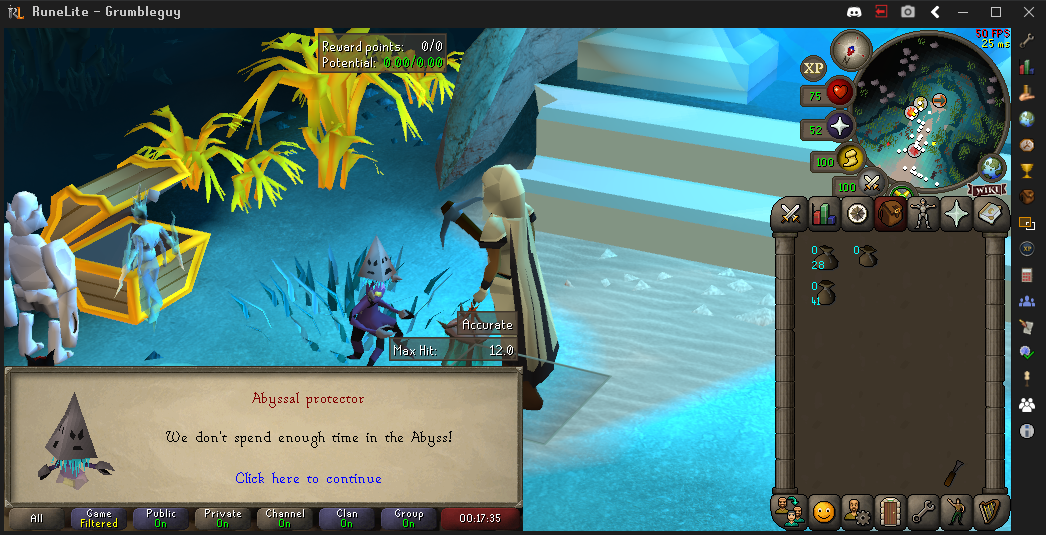 RuneLite - Grumbleguy
Reward points: 0/0
Potential: 0.00/0.00
50 FPS
25 ms
XP
75
52
100
100
WIKI
0
28
0
0
41
Accurate
Max Hit: 12.0
Abyssal protector
We don't spend enough time in the Abyss!
Click here to continue
All
Game
Filtered
Public
On
Private
On
Channel
On
Clan
On
Group
On
00:17:35
XP